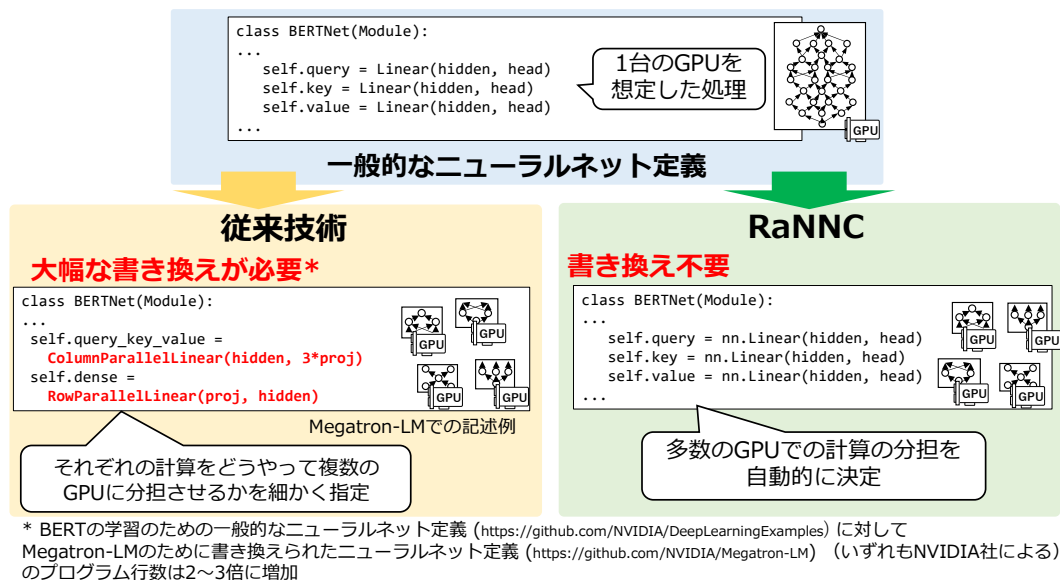 class BERTNet(Module):
...
self.query = Linear(hidden, head)
self.key = Linear(hidden, head)
self.value = Linear(hidden, head)
...
1台のGPUを
想定した処理
GPU
一般的なニューラルネット定義
従来技術
大幅な書き換えが必要*
class BERTNet(Module):
...
self.query_key_value =
ColumnParallelLinear(hidden, 3*proj)
self.dense =
RowParallelLinear(proj, hidden)
GPU
GPU
GPU
GPU
Megatron-LMでの記述例
それぞれの計算をどうやって複数の
GPUに分担させるかを細かく指定
RaNNC
書き換え不要
class BERTNet(Module):
...
self.query = nn.Linear(hidden, head)
self.key = nn.Linear(hidden, head)
self.value = nn.Linear(hidden, head)
...
GPU
GPU
GPU
GPU
多数のGPUでの計算の分担を
自動的に決定
* BERTの学習のための一般的なニューラルネット定義 (https://github.com/NVIDIA/DeepLearningExamples) に対して
Megatron-LMのために書き換えられたニューラルネット定義 (https://github.com/NVIDIA/Megatron-LM) （いずれもNVIDIA社による）
のプログラム行数は2～3倍に増加